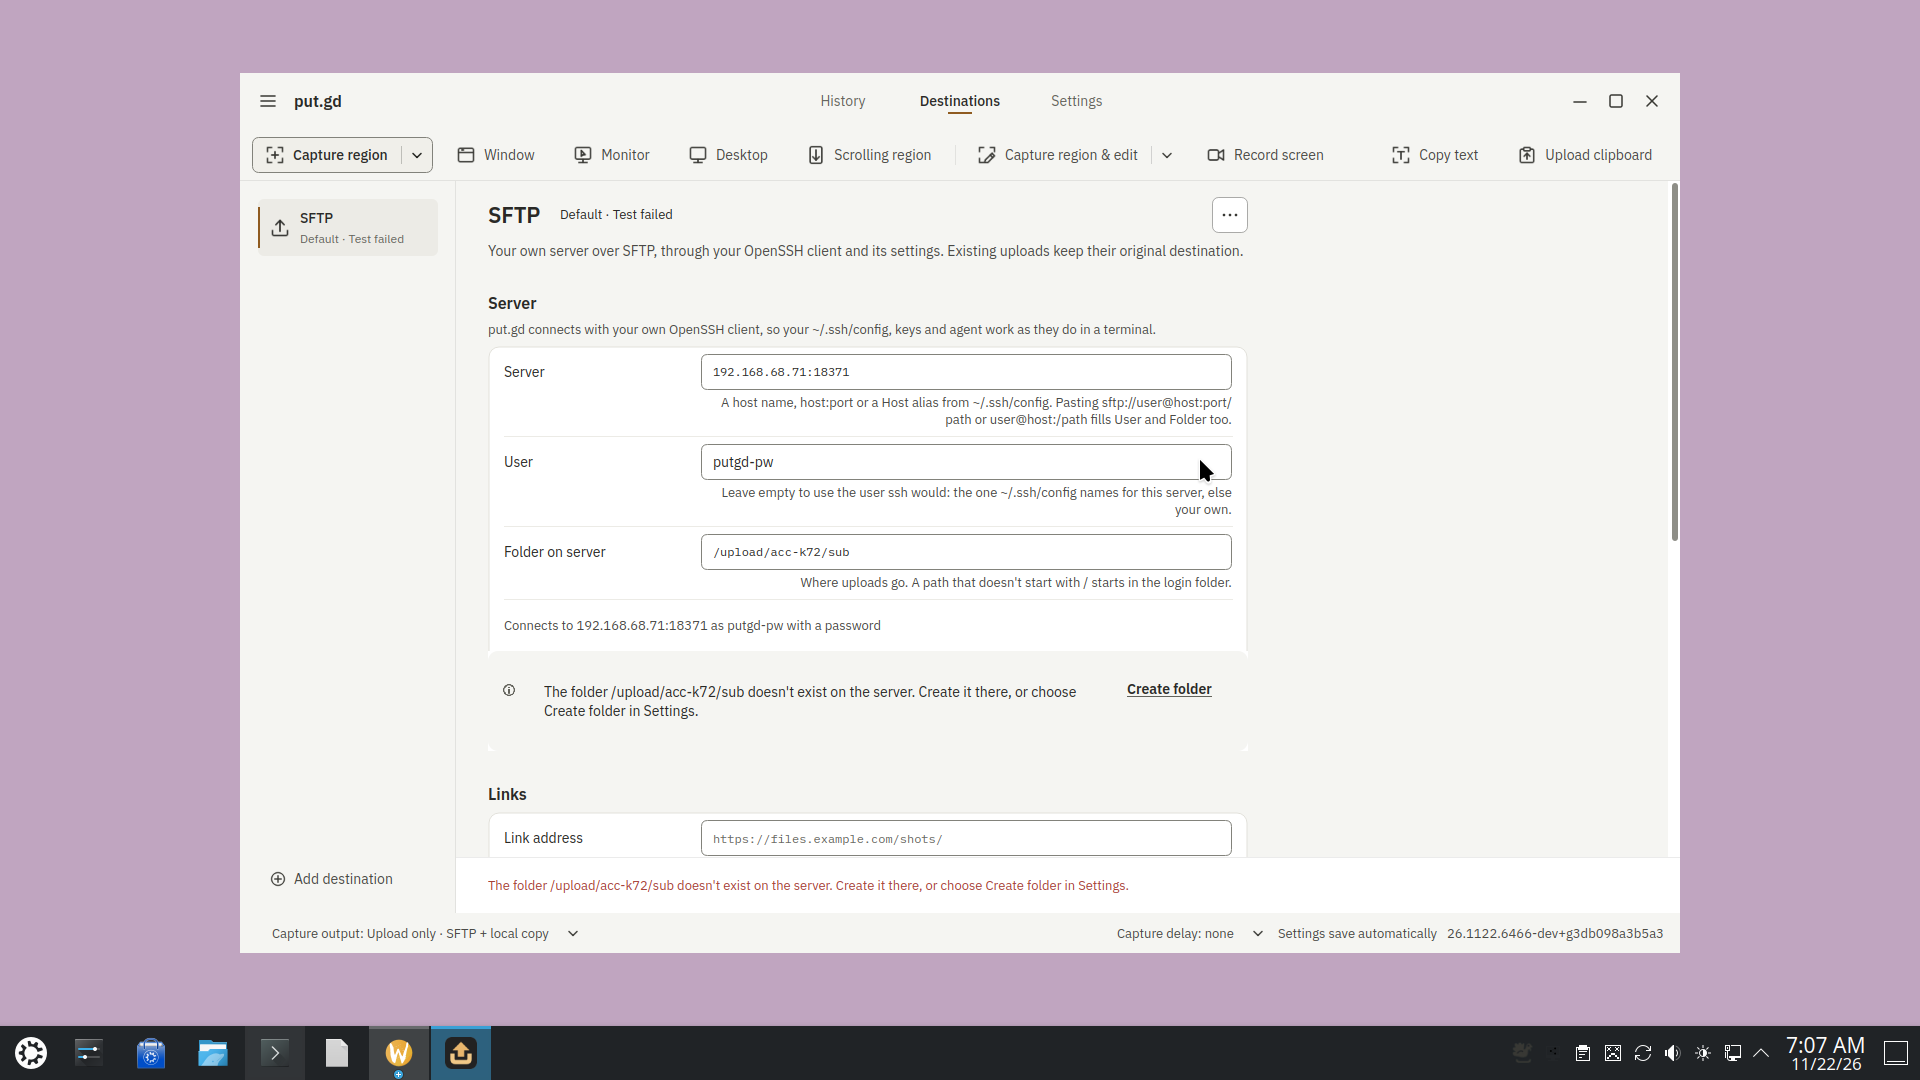 put.gd
History
Destinations
Settings
Capture region
Window
Monitor
Desktop
Scrolling region
Capture region & edit
Record screen
Copy text
Upload clipboard
SFTP
Default · Test failed
Add destination
SFTP
Default · Test failed
Your own server over SFTP, through your OpenSSH client and its settings. Existing uploads keep their original destination.
Server
put.gd connects with your own OpenSSH client, so your ~/.ssh/config, keys and agent work as they do in a terminal.
Server
192.168.68.71:18371
A host name, host:port or a Host alias from ~/.ssh/config. Pasting sftp://user@host:port/
path or user@host:/path fills User and Folder too.
User
putgd-pw
Leave empty to use the user ssh would: the one ~/.ssh/config names for this server, else
your own.
Folder on server
/upload/acc-k72/sub
Where uploads go. A path that doesn't start with / starts in the login folder.
Connects to 192.168.68.71:18371 as putgd-pw with a password
The folder /upload/acc-k72/sub doesn't exist on the server. Create it there, or choose
Create folder in Settings.
Create folder
Links
Link address
https://files.example.com/shots/
The folder /upload/acc-k72/sub doesn't exist on the server. Create it there, or choose Create folder in Settings.
Capture output: Upload only · SFTP + local copy
Capture delay: none
Settings save automatically
26.1122.6466-dev+g3db098a3b5a3
W
7:07 AM
11/22/26